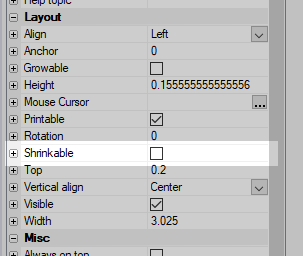 Help topic
Layout
Align Left
Anchor 0
Growable
Height 0.155555555555556
Mouse Cursor ...
Printable
Rotation 0
Shrinkable
Top 0.2
Vertical align Center
Visible
Width 3.025
Misc
Always on top